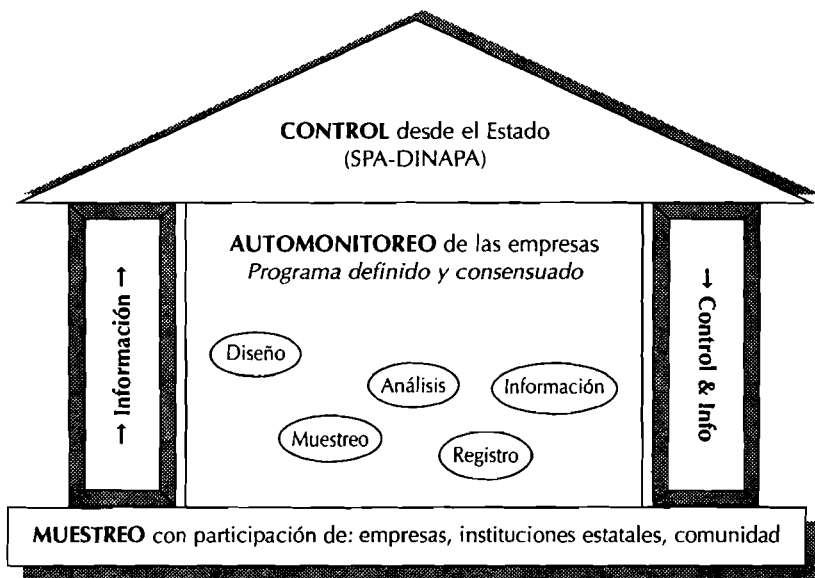 CONTROL desde el Estado
(SPA-DINAPA)
AUTOMONITOREO de las empresas
Programa definido y consensuado
→ Información →
→ Control & Info
Diseño
Análisis
Información
Muestreo
Registro
MUESTREO con participación de: empresas, instituciones estatales, comunidad